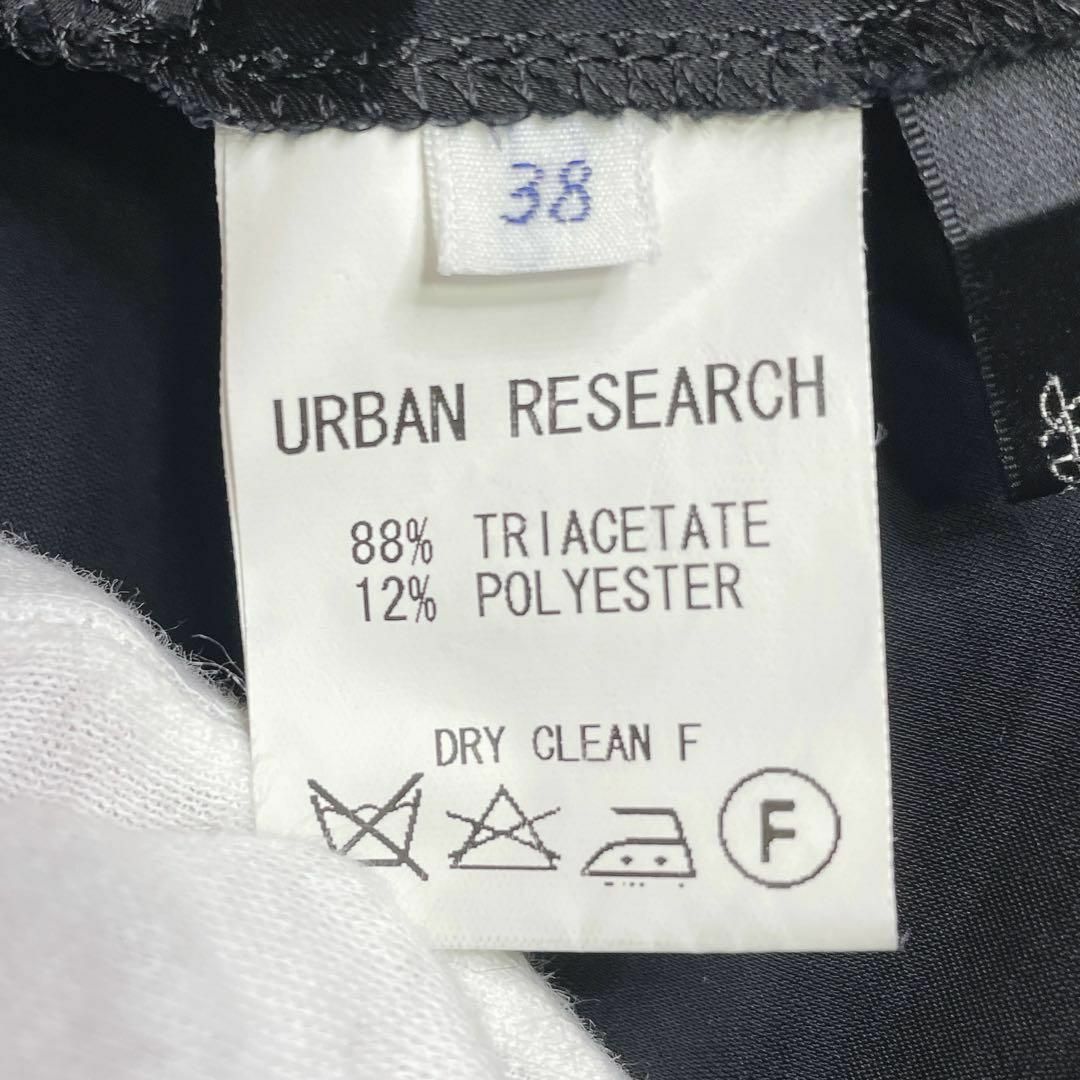 38
URBAN RESEARCH
88% TRIACETATE
12% POLYESTER
DRY CLEAN F
F